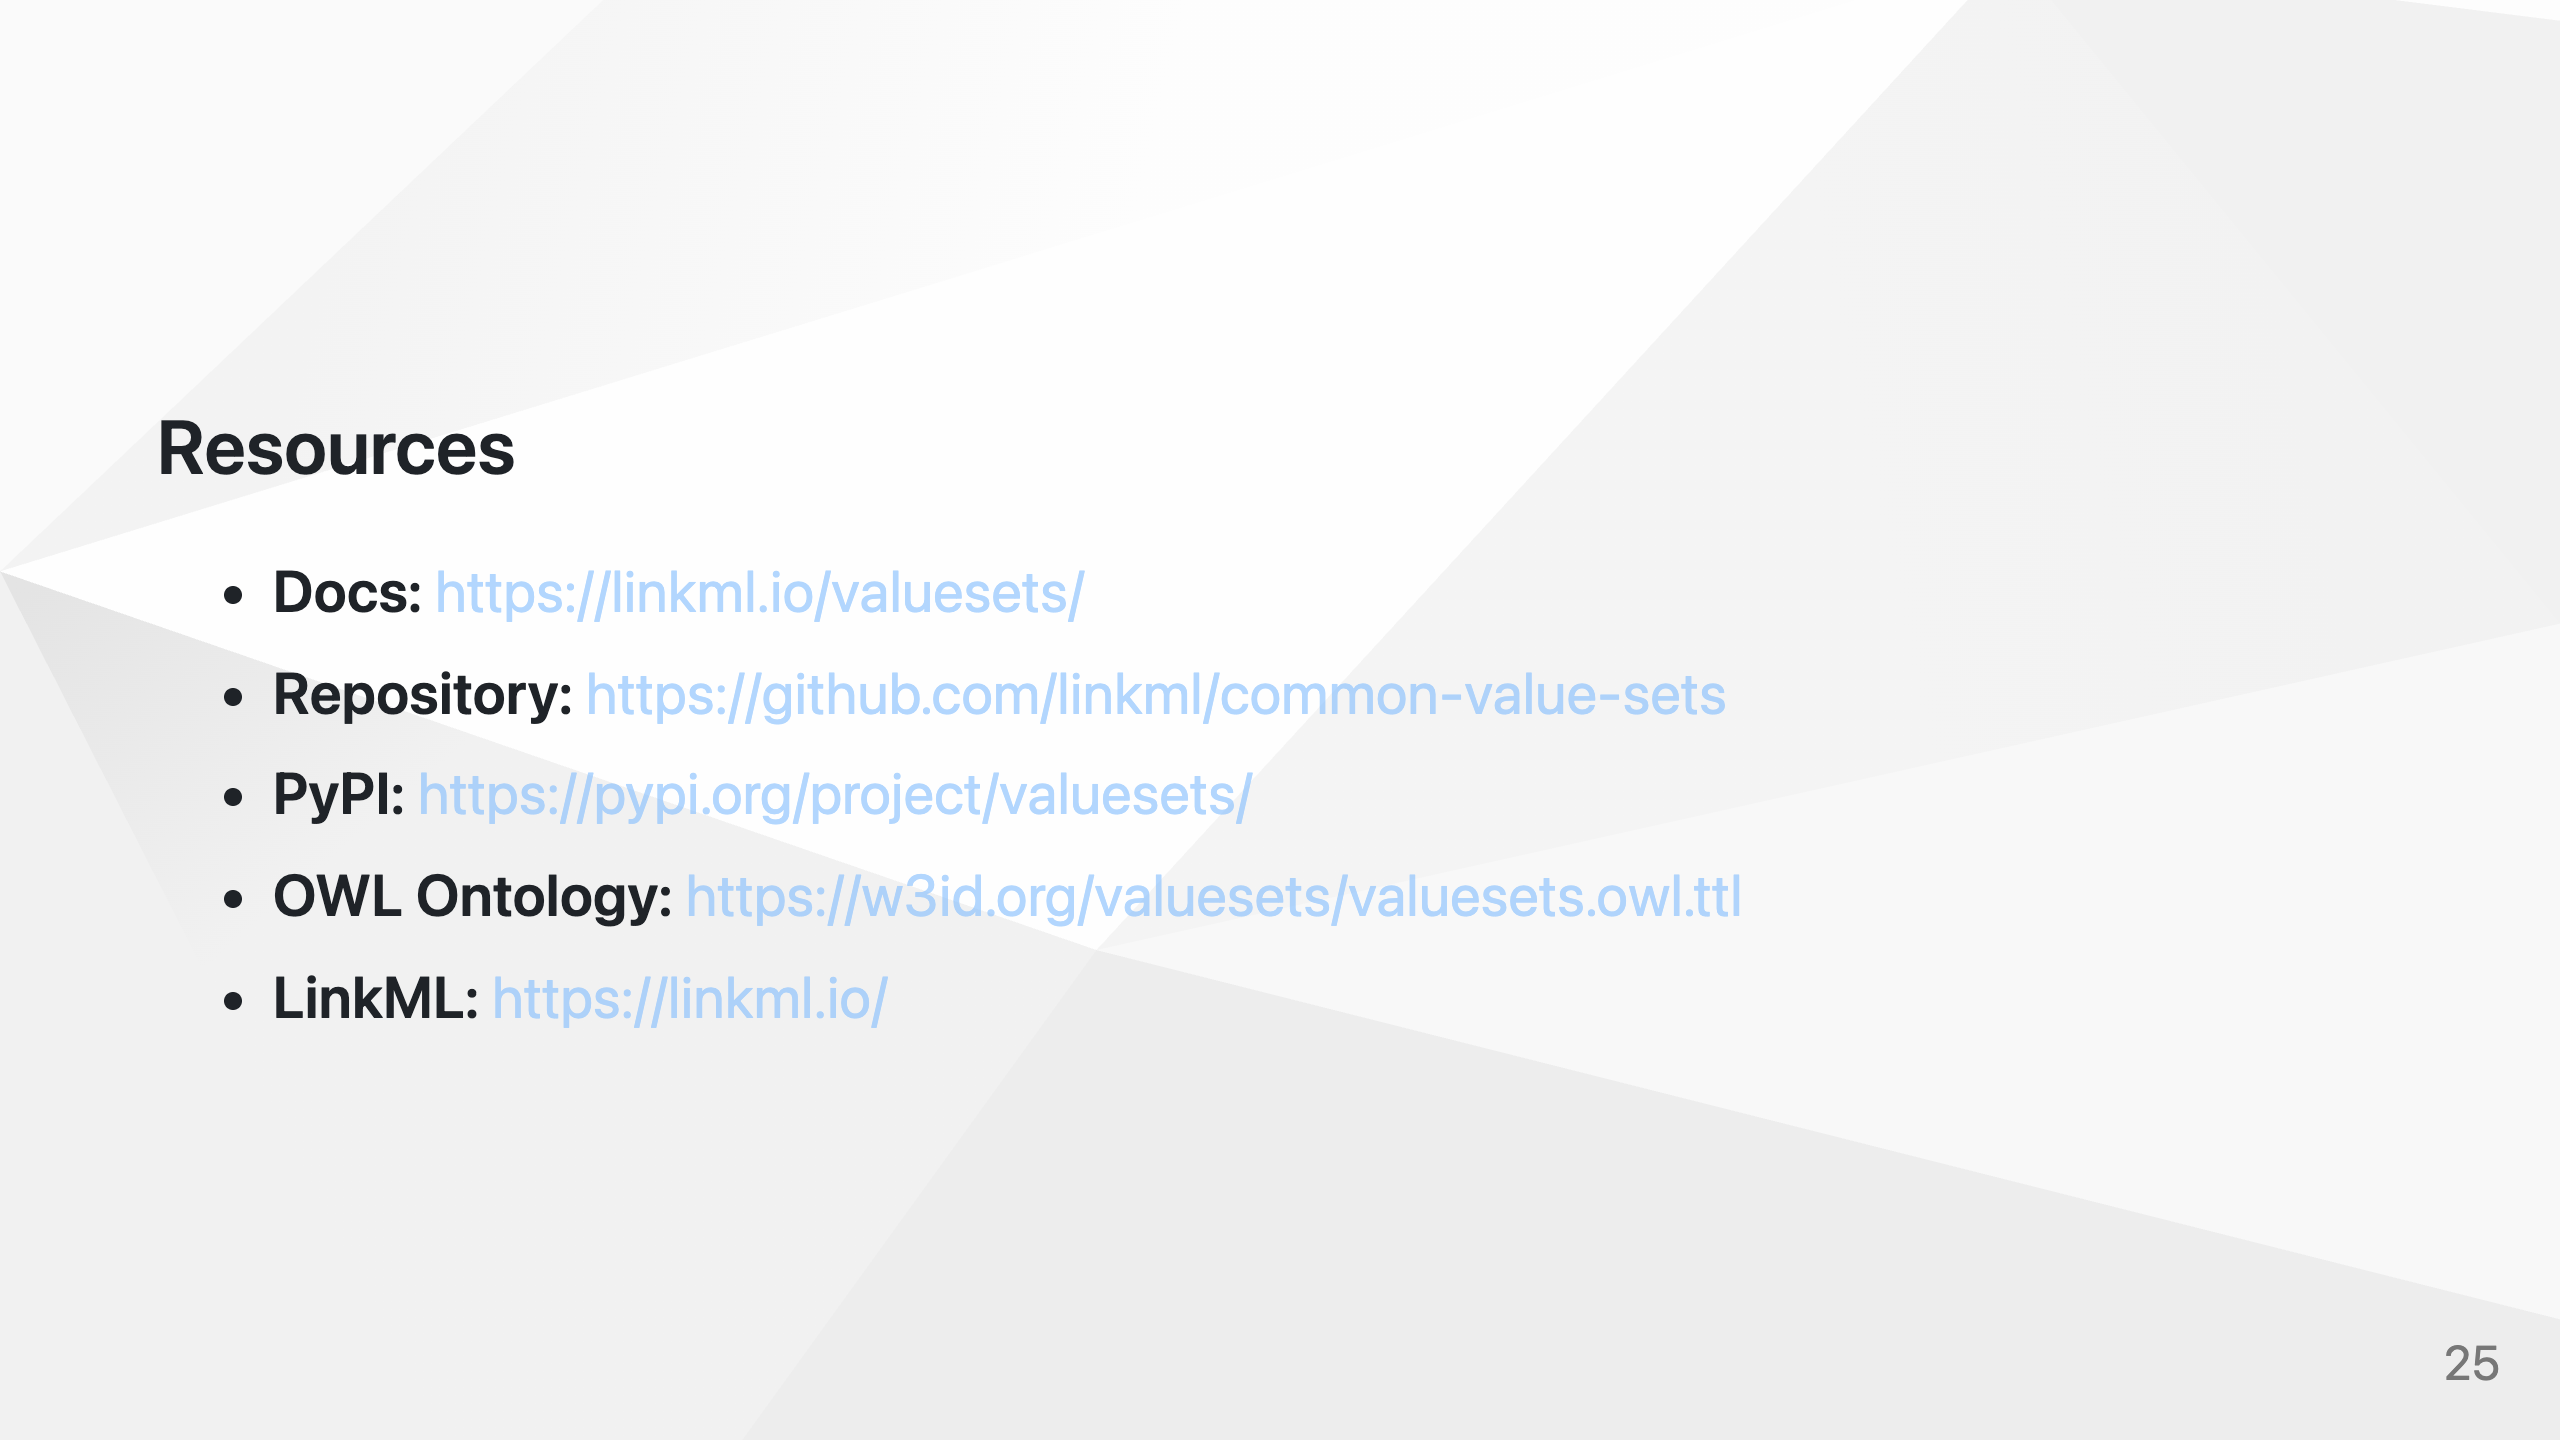 Resources
• Docs: https://linkml.io/valuesets/
• Repository: https://github.com/linkml/common-value-sets
• PyPI: https://pypi.org/project/valuesets/
• OWL Ontology: https://w3id.org/valuesets/valuesets.owl.ttl
• LinkML: https://linkml.io/
25